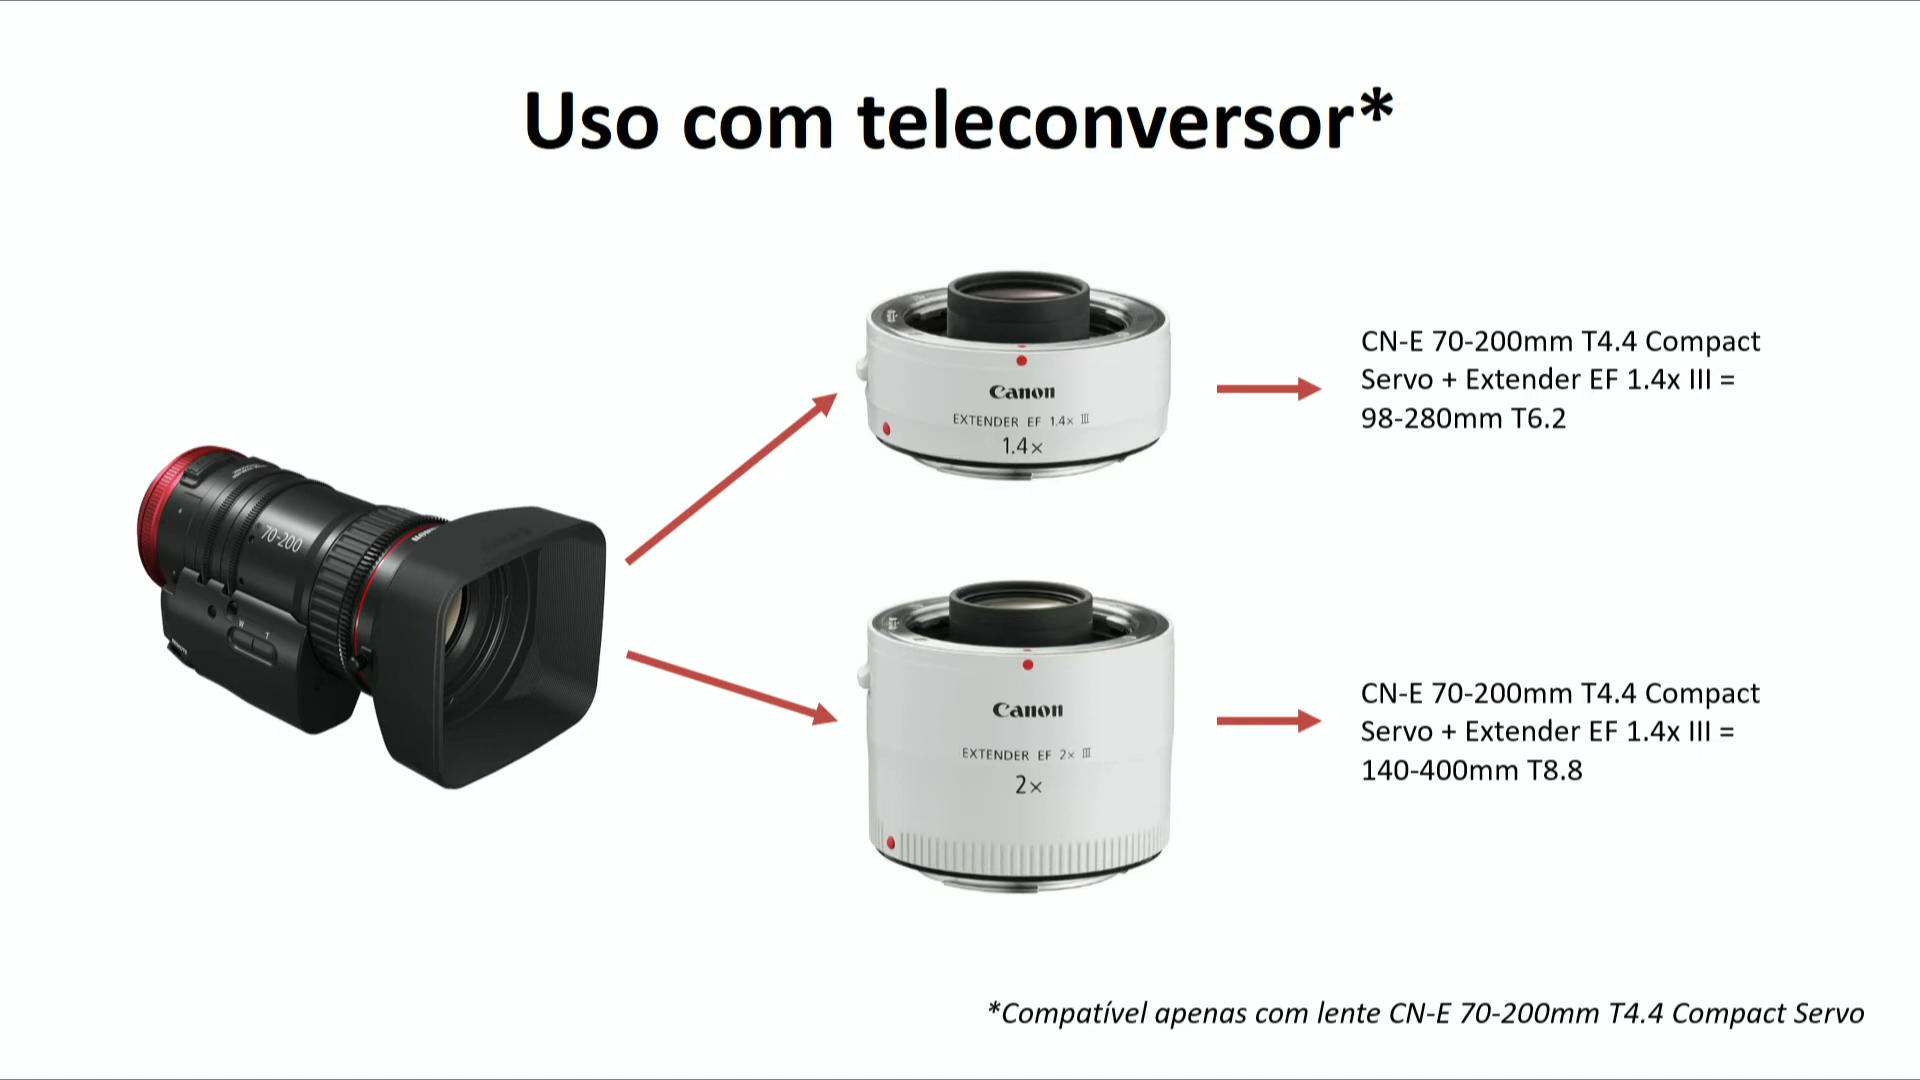 Uso com teleconversor*
70-200
W T
Canon
EXTENDER EF 1.4x III
1.4x
CN-E 70-200mm T4.4 Compact
Servo + Extender EF 1.4x III =
98-280mm T6.2
Canon
EXTENDER EF 2x III
2x
CN-E 70-200mm T4.4 Compact
Servo + Extender EF 1.4x III =
140-400mm T8.8
*Compatível apenas com lente CN-E 70-200mm T4.4 Compact Servo